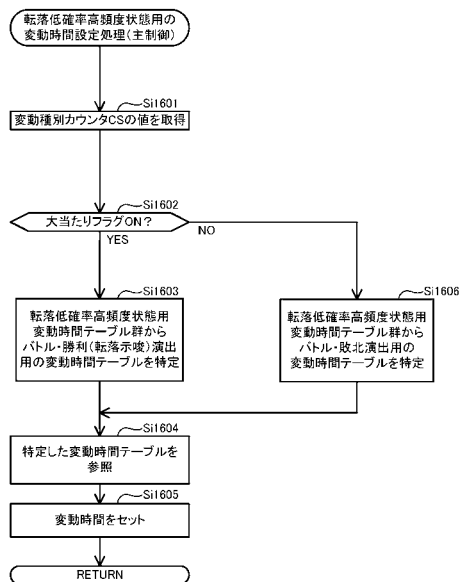 転落低確率高頻度状態用の
変動時間設定処理(主制御)
Si1601
変動種別カウンタCSの値を取得
Si1602
大当たりフラグON?
YES
NO
Si1603
転落低確率高頻度状態用
変動時間テーブル群から
バトル・勝利(転落示唆)演出
用の変動時間テーブルを特定
Si1606
転落低確率高頻度状態用
変動時間テーブル群から
バトル・敗北演出用の
変動時間テーブルを特定
Si1604
特定した変動時間テーブルを
参照
Si1605
変動時間をセット
RETURN